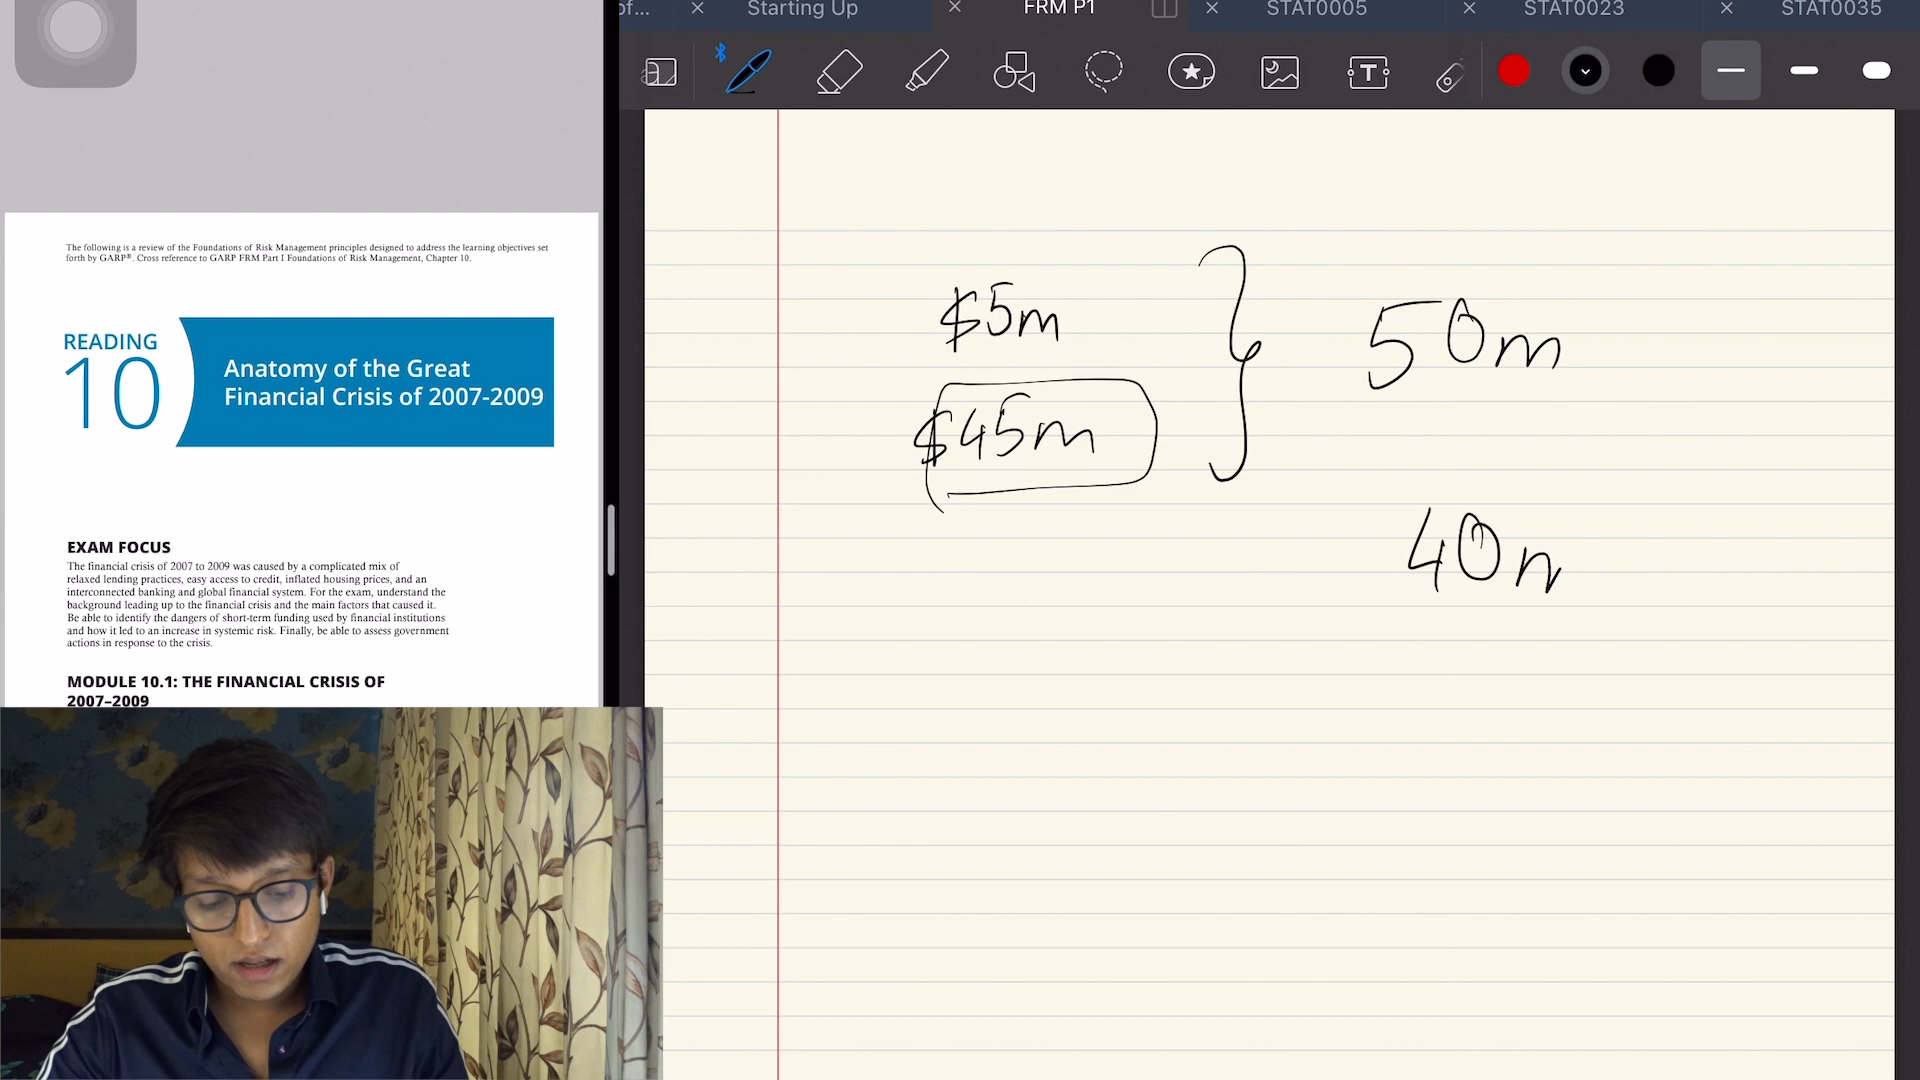 of...
Starting Up
FRM P1
STAT0005
STAT0023
STAT0035
The following is a review of the Foundations of Risk Management principles designed to address the learning objectives set
forth by GARP®. Cross reference to GARP FRM Part I Foundations of Risk Management, Chapter 10.
READING
10
Anatomy of the Great
Financial Crisis of 2007-2009
EXAM FOCUS
The financial crisis of 2007 to 2009 was caused by a complicated mix of
relaxed lending practices, easy access to credit, inflated housing prices, and an
interconnected banking and global financial system. For the exam, understand the
background leading up to the financial crisis and the main factors that caused it.
Be able to identify the dangers of short-term funding used by financial institutions
and how it led to an increase in systemic risk. Finally, be able to assess government
actions in response to the crisis.
MODULE 10.1: THE FINANCIAL CRISIS OF
2007–2009
$5m
$45m
50m
40n